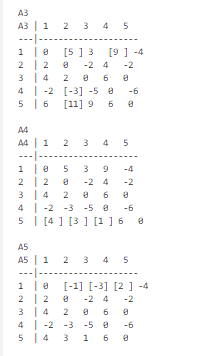 A3
A3 | 1 2 3 4 5
---|---------------------
1 | 0 [5 ] 3 [9 ] -4
2 | 2 0 -2 4 -2
3 | 4 2 0 6 0
4 | -2 [-3] -5 0 -6
5 | 6 [11] 9 6 0
A4
A4 | 1 2 3 4 5
---|---------------------
1 | 0 5 3 9 -4
2 | 2 0 -2 4 -2
3 | 4 2 0 6 0
4 | -2 -3 -5 0 -6
5 | [4 ] [3 ] [1 ] 6 0
A5
A5 | 1 2 3 4 5
---|---------------------
1 | 0 [-1] [-3] [2 ] -4
2 | 2 0 -2 4 -2
3 | 4 2 0 6 0
4 | -2 -3 -5 0 -6
5 | 4 3 1 6 0